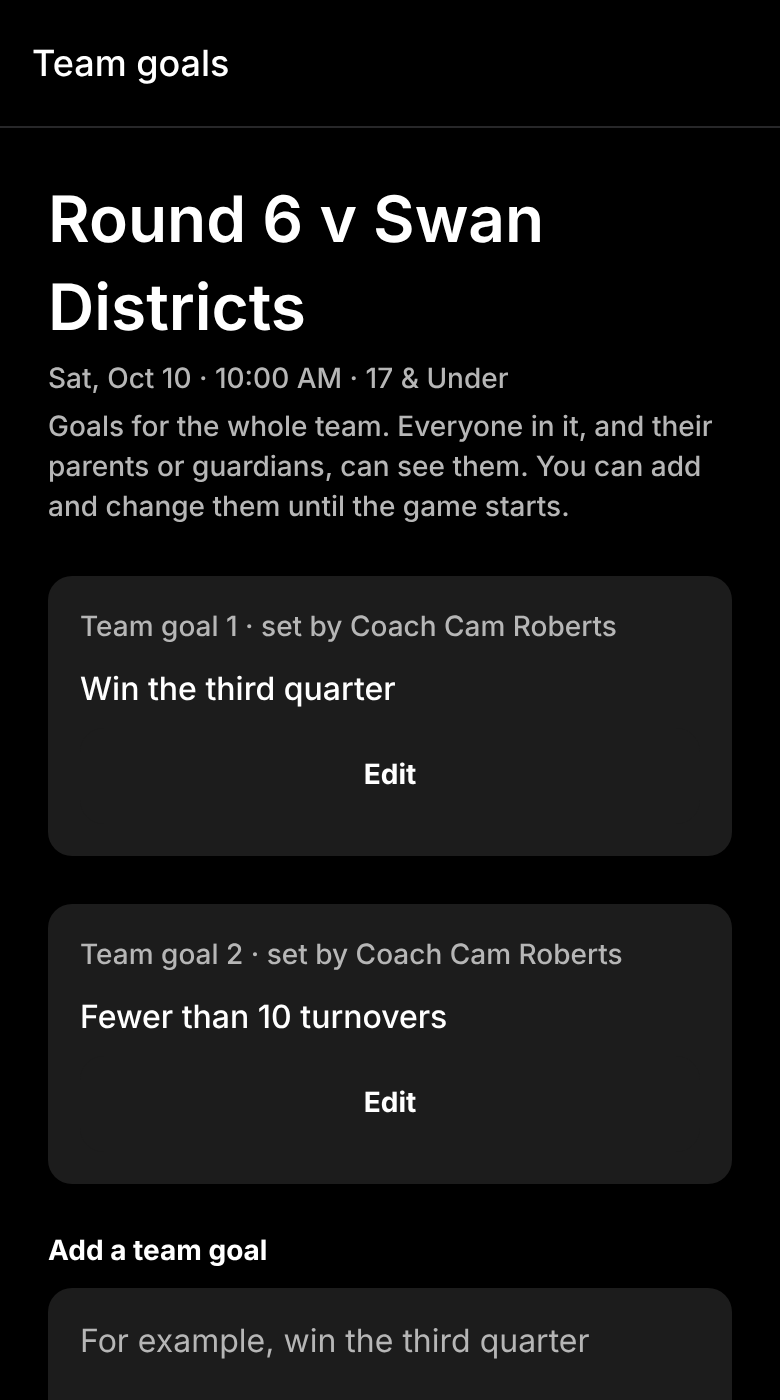 Team goals
Round 6 v Swan
Districts
Sat, Oct 10 · 10:00 AM · 17 & Under
Goals for the whole team. Everyone in it, and their
parents or guardians, can see them. You can add
and change them until the game starts.
Team goal 1 · set by Coach Cam Roberts
Win the third quarter
Edit
Team goal 2 · set by Coach Cam Roberts
Fewer than 10 turnovers
Edit
Add a team goal
For example, win the third quarter